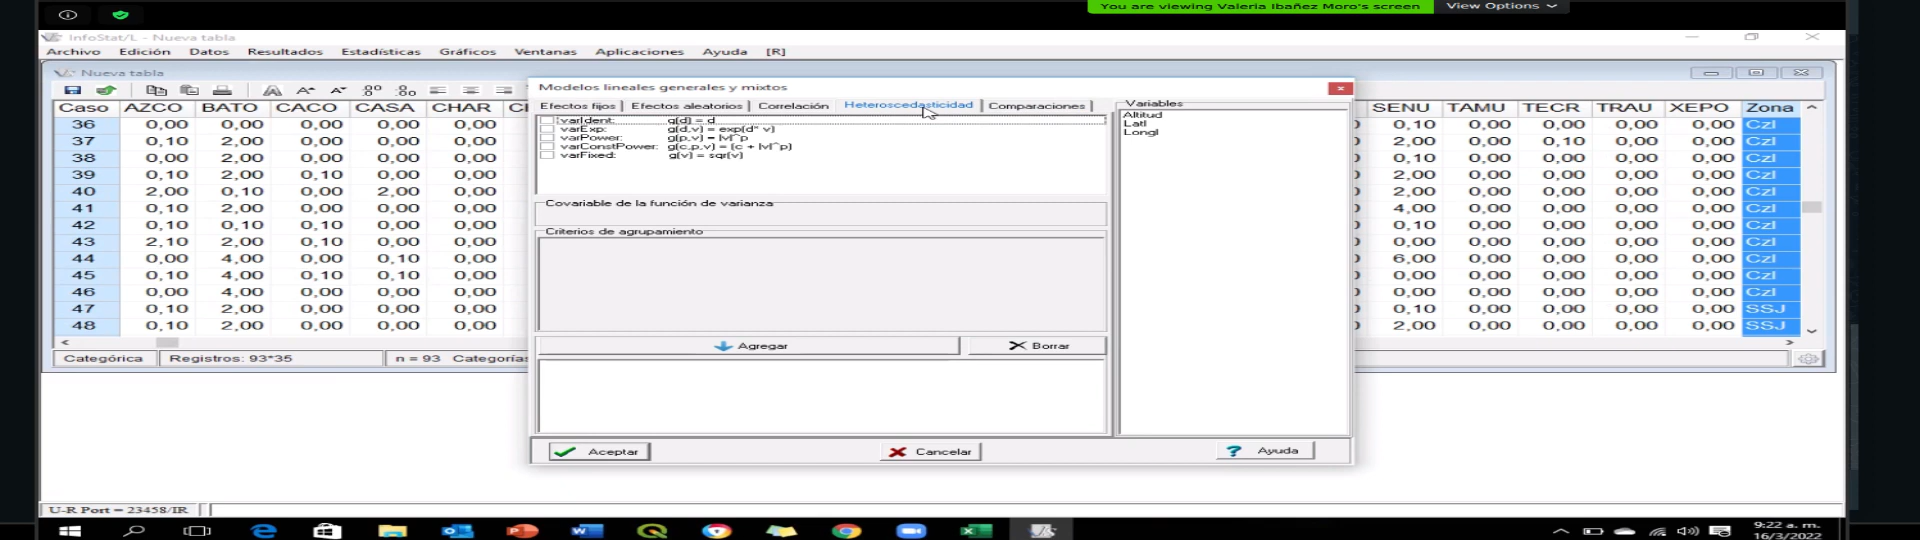 You are viewing Valeria Ibañez Moro's screen View Options
InfoStat/L - Nueva tabla
Archivo Edición Datos Resultados Estadísticas Gráficos Ventanas Aplicaciones Ayuda [R]
Nueva tabla
Modelos lineales generales y mixtos
Efectos fijos Efectos aleatorios Correlación Heteroscedasticidad Comparaciones
Variables
Altitud
Latl
Longl
varIdent: g(d) = d
varExp: g(d,v) = exp(d* v)
varPower: g(p,v) = |v|^p
varConstPower: g(c,p,v) = (c + |v|^p)
varFixed: g(v) = sqr(v)
Covariable de la función de varianza
Criterios de agrupamiento
Agregar Borrar
Aceptar Cancelar Ayuda
Caso AZCO BATO CACO CASA CHAR SENU TAMU TECR TRAU XEPO Zona
36 0,00 0,00 0,00 0,00 0,00 0,10 0,00 0,00 0,00 0,00 Czl
37 0,10 2,00 0,00 0,00 0,00 2,00 0,00 0,10 0,00 0,00 Czl
38 0,00 2,00 0,00 0,00 0,00 0,10 0,00 0,00 0,00 0,00 Czl
39 0,10 2,00 0,10 0,00 0,00 2,00 0,00 0,00 0,00 0,00 Czl
40 2,00 0,10 0,00 2,00 0,00 2,00 0,00 0,00 0,00 0,00 Czl
41 0,10 2,00 0,00 0,00 0,00 4,00 0,00 0,00 0,00 0,00 Czl
42 0,10 0,10 0,10 0,00 0,00 0,10 0,00 0,00 0,00 0,00 Czl
43 2,10 2,00 0,10 0,00 0,00 0,00 0,00 0,00 0,00 0,00 Czl
44 0,00 4,00 0,00 0,10 0,00 6,00 0,00 0,00 0,00 0,00 Czl
45 0,10 4,00 0,10 0,10 0,00 0,00 0,00 0,00 0,00 0,00 Czl
46 0,00 4,00 0,00 0,00 0,00 0,00 0,00 0,00 0,00 0,00 Czl
47 0,10 2,00 0,00 0,00 0,00 0,10 0,00 0,00 0,00 0,00 SSJ
48 0,10 2,00 0,00 0,00 0,00 2,00 0,00 0,00 0,00 0,00 SSJ
Categórica Registros: 93*35 n = 93 Categorías
U-R Port = 23458/IR
9:22 a. m.
16/3/2022